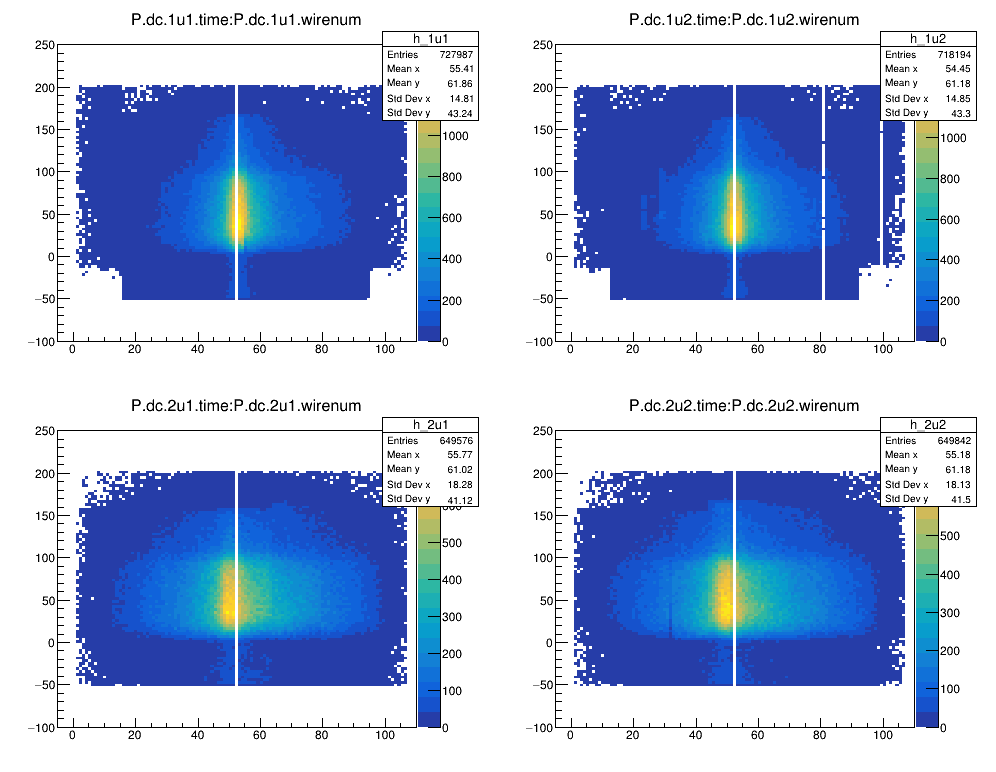 P.dc.1u1.time:P.dc.1u1.wirenum
h_1u1
Entries 727987
Mean x 55.41
Mean y 61.86
Std Dev x 14.81
Std Dev y 43.24
250
200
150
100
50
0
−50
−100
0 20 40 60 80 100
1000
800
600
400
200
0
P.dc.1u2.time:P.dc.1u2.wirenum
h_1u2
Entries 718194
Mean x 54.45
Mean y 61.18
Std Dev x 14.85
Std Dev y 43.3
250
200
150
100
50
0
−50
−100
0 20 40 60 80 100
1000
800
600
400
200
0
P.dc.2u1.time:P.dc.2u1.wirenum
h_2u1
Entries 649576
Mean x 55.77
Mean y 61.02
Std Dev x 18.28
Std Dev y 41.12
250
200
150
100
50
0
−50
−100
0 20 40 60 80 100
600
500
400
300
200
100
0
P.dc.2u2.time:P.dc.2u2.wirenum
h_2u2
Entries 649842
Mean x 55.18
Mean y 61.18
Std Dev x 18.13
Std Dev y 41.5
250
200
150
100
50
0
−50
−100
0 20 40 60 80 100
500
400
300
200
100
0